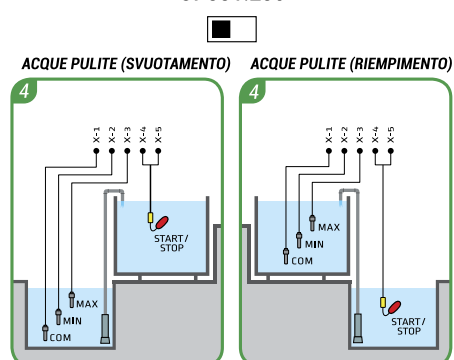 ACQUE PULITE (SVUOTAMENTO)
ACQUE PULITE (RIEMPIMENTO)
4
X-1
X-2
X-3
X-4
X-5
START/
STOP
MAX
MIN
COM
4
X-1
X-2
X-3
X-4
X-5
MAX
MIN
COM
START/
STOP